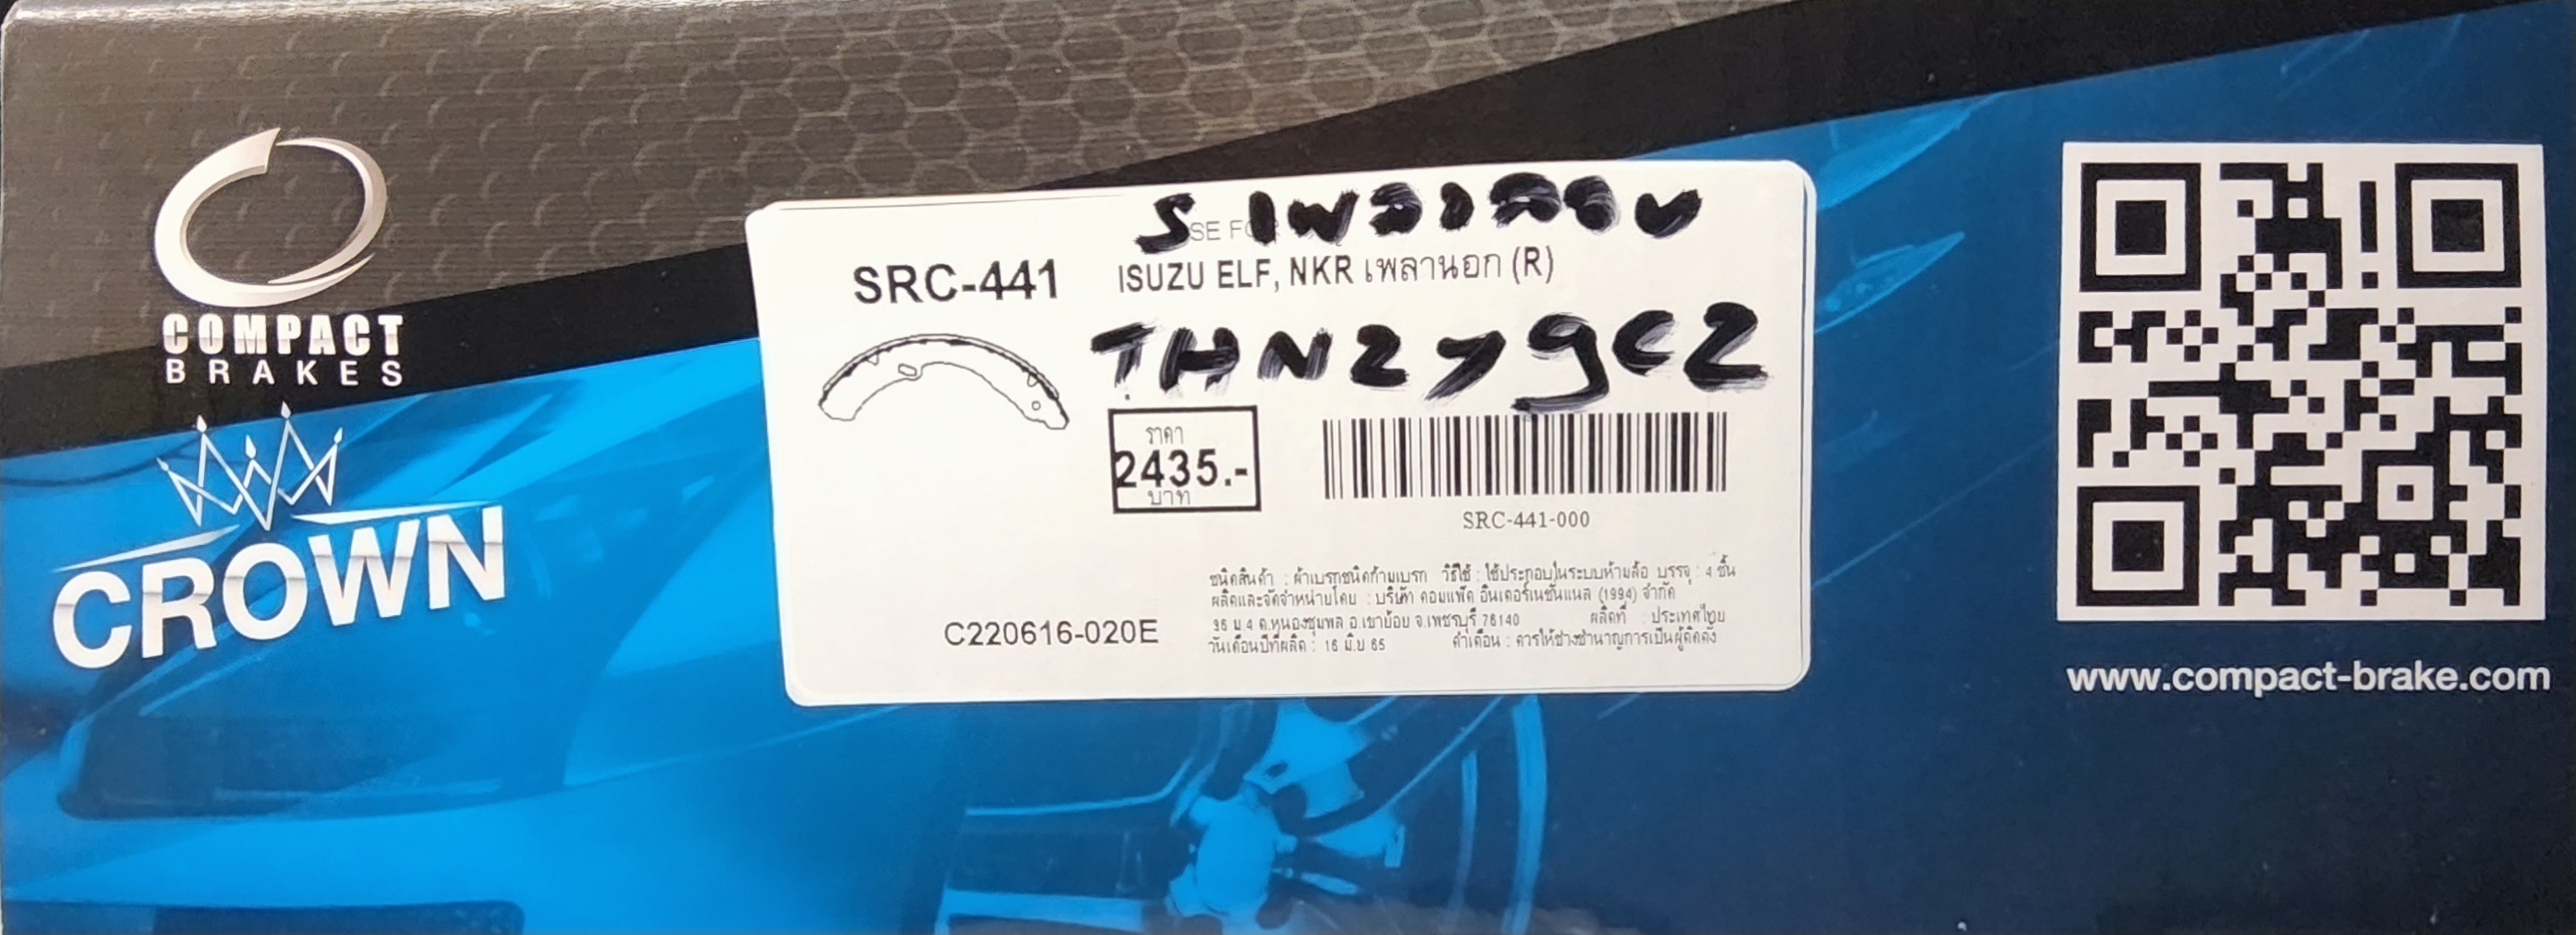 COMPACT
BRAKES
CROWN
S เพลาลอย
SE FO
SRC-441
ISUZU ELF, NKR เพลานอก (R)
THN2791C2
ราคา
2435.-
บาท
SRC-441-000
ชนิดสินค้า : ผ้าเบรกชนิดก้ามเบรก วิธีใช้ : ใช้ประกอบในระบบห้ามล้อ บรรจุ : 4 ชิ้น
ผลิตและจัดจำหน่ายโดย : บริษัท คอมแพ็ค อินเตอร์เนชั่นแนล (1994) จำกัด
36 ม.4 ต.หนองชุมพล อ.เขาย้อย จ.เพชรบุรี 76140 ผลิตที่ : ประเทศไทย
วันเดือนปีที่ผลิต : 16 มิ.ย 65 คำเตือน : ควรให้ช่างชำนาญการเป็นผู้ติดตั้ง
C220616-020E
www.compact-brake.com